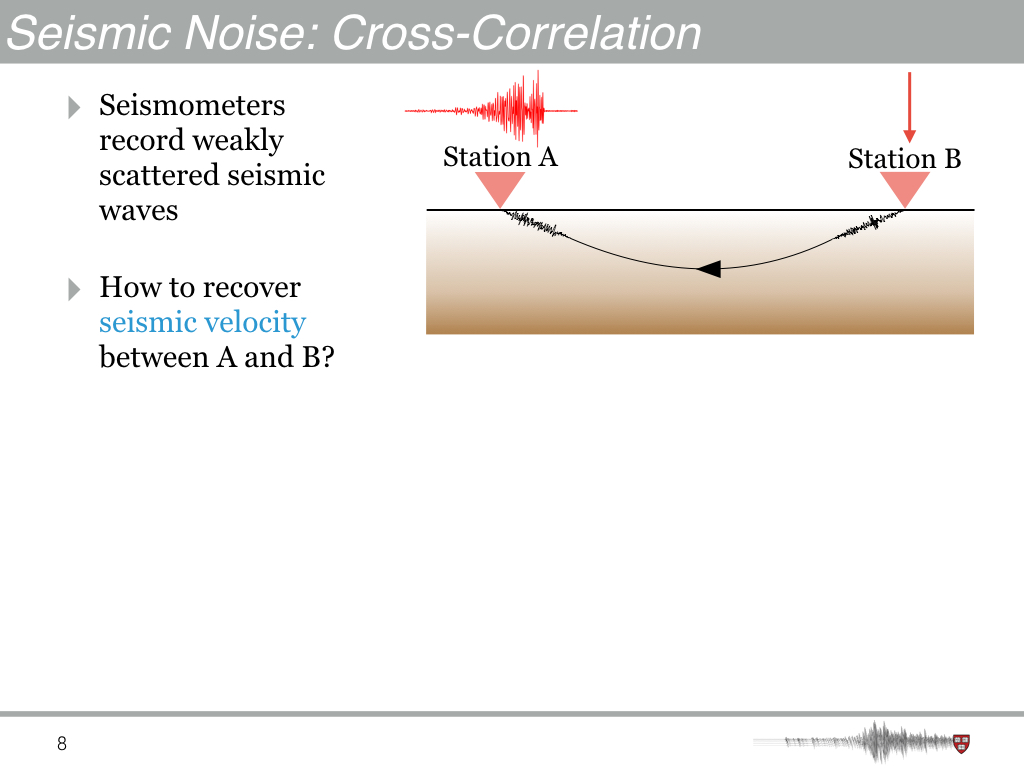 Seismic Noise: Cross-Correlation
Seismometers
record weakly
scattered seismic
waves
How to recover
seismic velocity
between A and B?
Station A
Station B
8